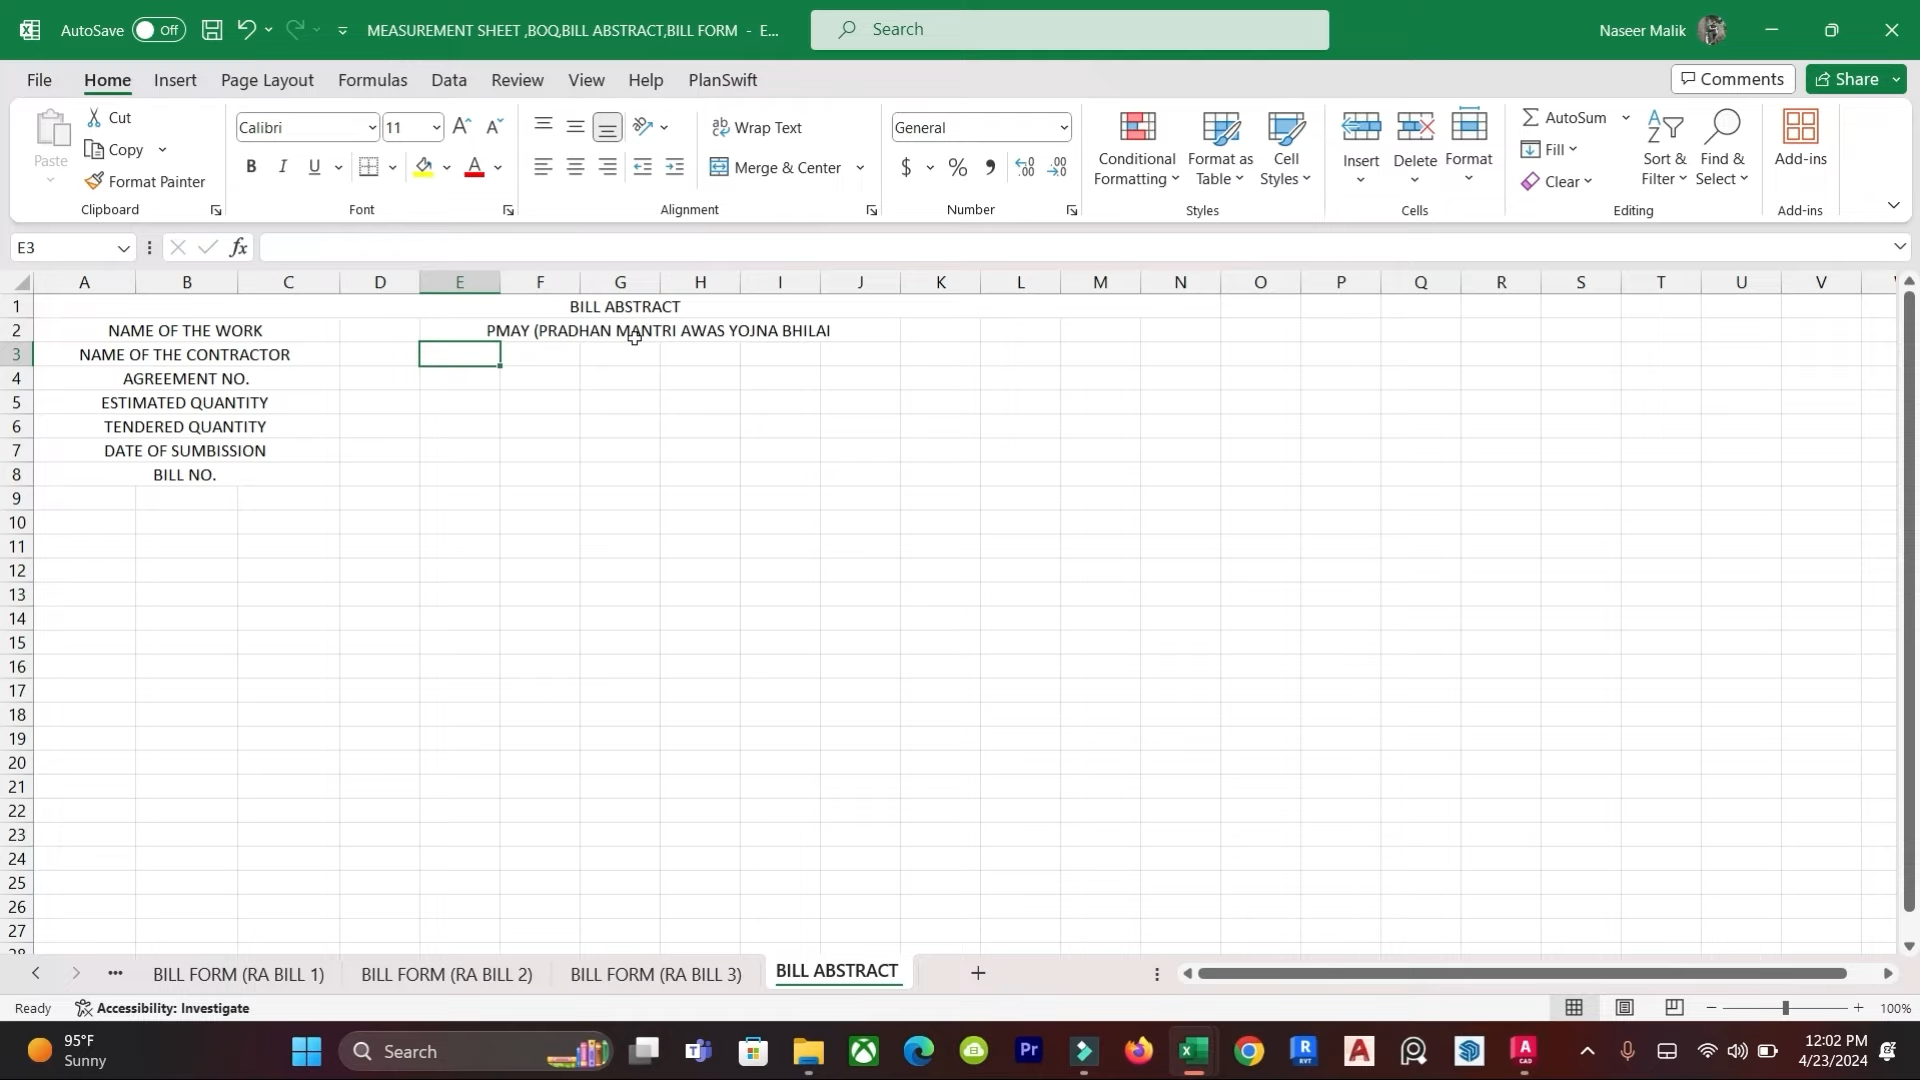 AutoSave Off MEASUREMENT SHEET ,BOQ,BILL ABSTRACT,BILL FORM - E... Search Naseer Malik
File Home Insert Page Layout Formulas Data Review View Help PlanSwift Comments Share
Paste Cut Copy Format Painter Clipboard
Calibri 11 B I U A Font
ab Wrap Text Merge & Center Alignment
General $ % Number
Conditional Formatting Format as Table Cell Styles Styles
Insert Delete Format Cells
AutoSum Fill Clear Sort & Filter Find & Select Editing
Add-ins Add-ins
E3 fx
A B C D E F G H I J K L M N O P Q R S T U V
1 BILL ABSTRACT
2 NAME OF THE WORK PMAY (PRADHAN MANTRI AWAS YOJNA BHILAI
3 NAME OF THE CONTRACTOR
4 AGREEMENT NO.
5 ESTIMATED QUANTITY
6 TENDERED QUANTITY
7 DATE OF SUMBISSION
8 BILL NO.
9
10
11
12
13
14
15
16
17
18
19
20
21
22
23
24
25
26
27
28
BILL FORM (RA BILL 1) BILL FORM (RA BILL 2) BILL FORM (RA BILL 3) BILL ABSTRACT
Ready Accessibility: Investigate 100%
95°F
Sunny
Search
12:02 PM
4/23/2024